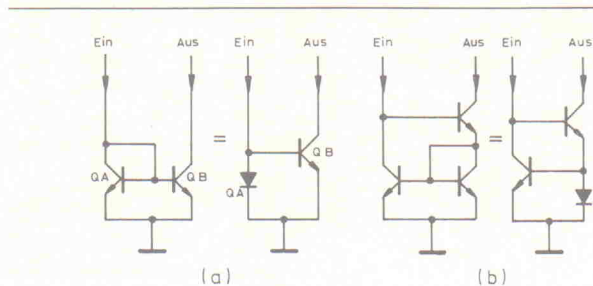 Ein Aus Ein Aus Ein Aus Ein Aus
= =
QB
QA QB
QA
(a) (b)